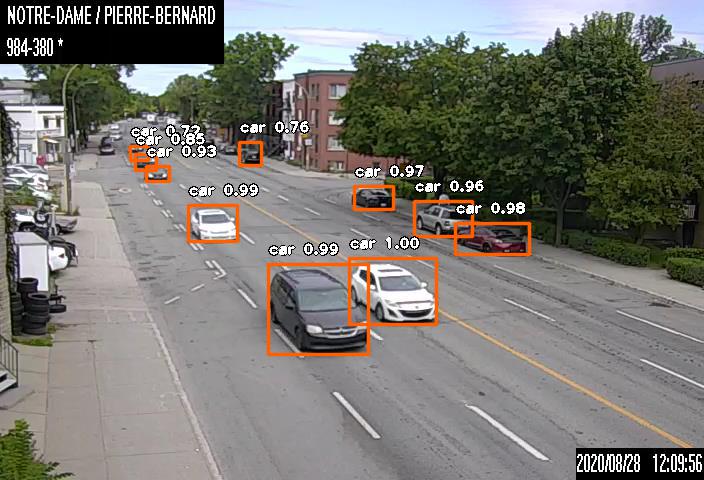 NOTRE-DAME / PIERRE-BERNARD
984-380 *
car 0.76
car 0.72
car 0.85
car 0.93
car 0.97
car 0.99
car 0.96
car 0.98
car 0.99
car 1.00
2020/08/28 12:09:56